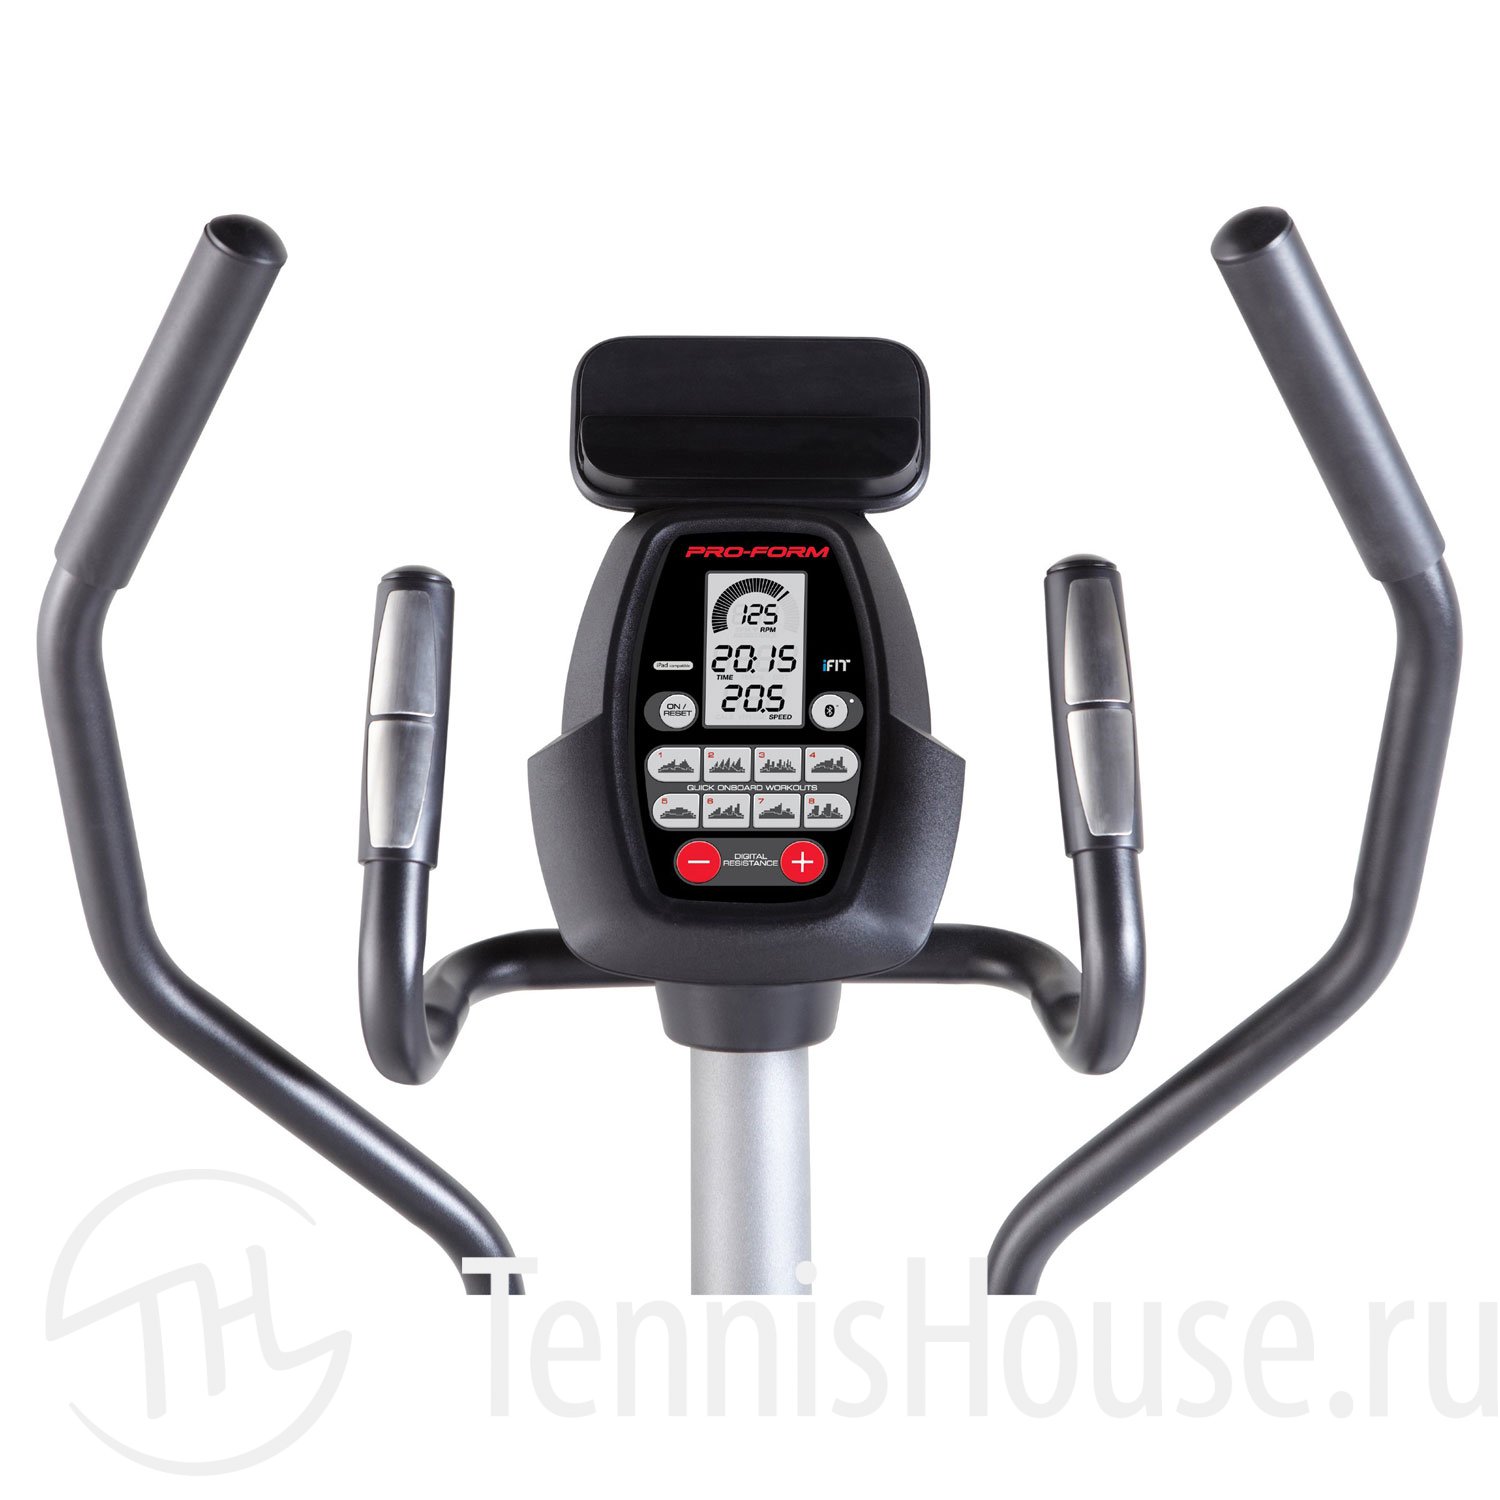 PRO-FORM
125
RPM
iPad compatible
20:15
TIME
iFIT
20.5
SPEED
ON /
RESET
1 2 3 4
QUICK ONBOARD WORKOUTS
5 6 7 8
− DIGITAL
RESISTANCE +
TH
TennisHouse.ru